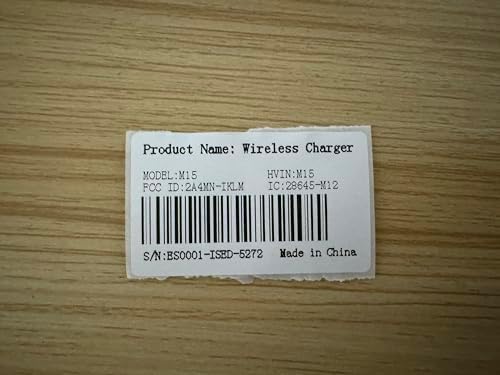 Product Name: Wireless Charger
MODEL:M15 HVIN:M15
FCC ID:2A4MN-IKLM IC:28645-M12
S/N:ES0001-ISED-5272 Made in China